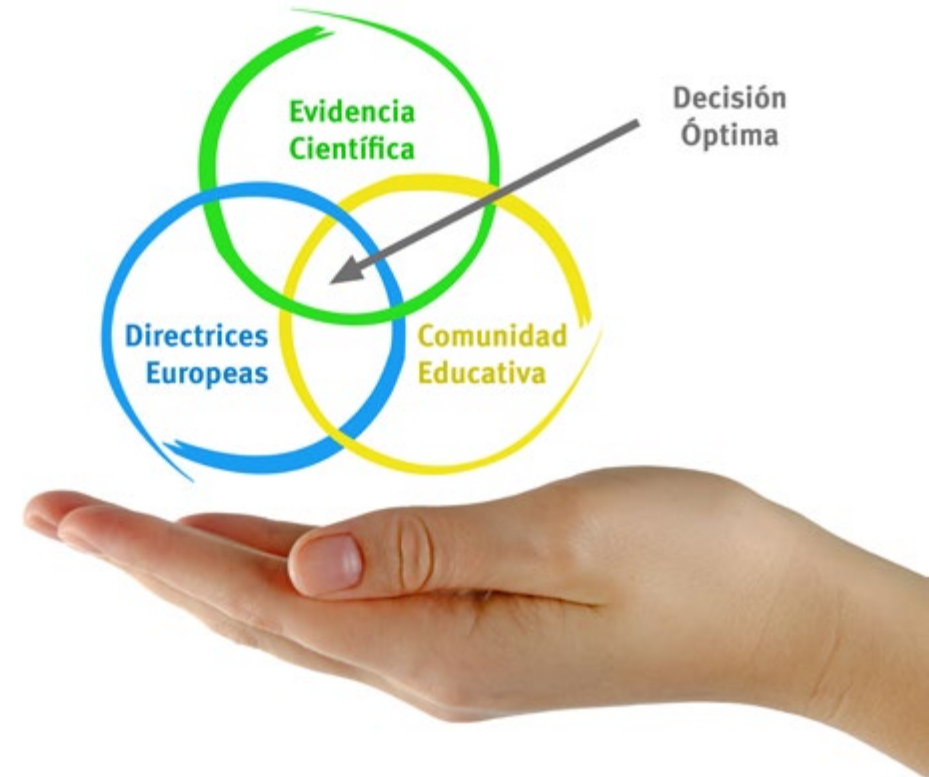 Evidencia
Científica
Decisión
Óptima
Directrices
Europeas
Comunidad
Educativa